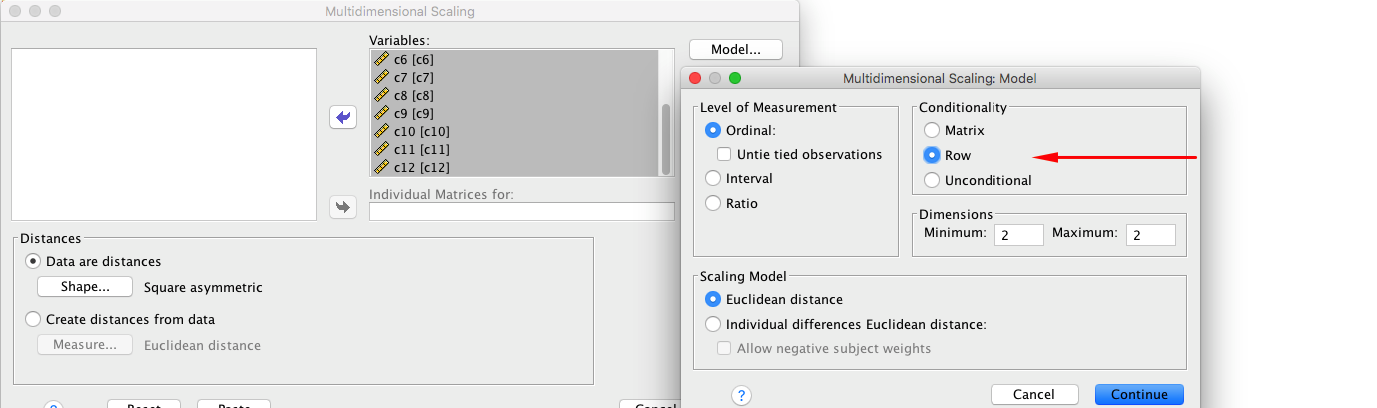 Multidimensional Scaling
Variables:
c6 [c6]
c7 [c7]
c8 [c8]
c9 [c9]
c10 [c10]
c11 [c11]
c12 [c12]
Model...
Individual Matrices for:
Distances
Data are distances
Shape... Square asymmetric
Create distances from data
Measure... Euclidean distance
?
Reset
Paste
Cancel
Multidimensional Scaling: Model
Level of Measurement
Ordinal:
Untie tied observations
Interval
Ratio
Conditionality
Matrix
Row
Unconditional
Dimensions
Minimum: 2 Maximum: 2
Scaling Model
Euclidean distance
Individual differences Euclidean distance:
Allow negative subject weights
?
Cancel
Continue